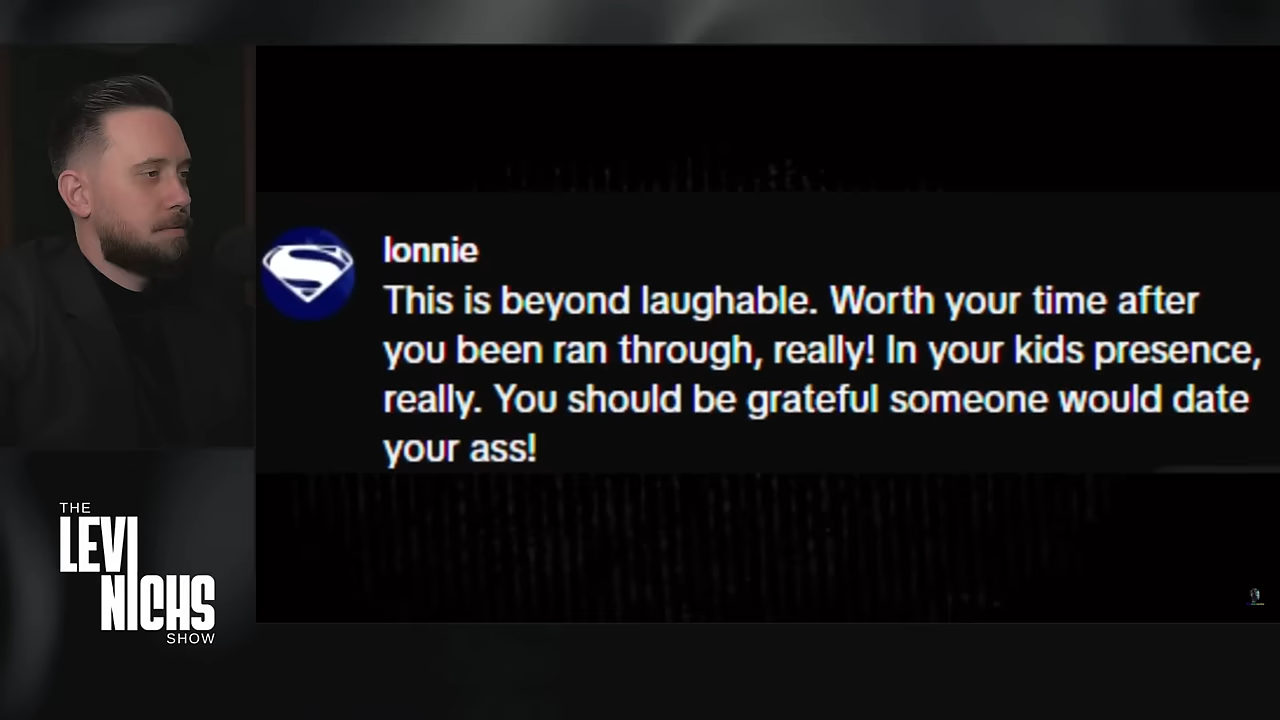 lonnie
This is beyond laughable. Worth your time after
you been ran through, really! In your kids presence,
really. You should be grateful someone would date
your ass!
THE
LEVI
NICHS
SHOW